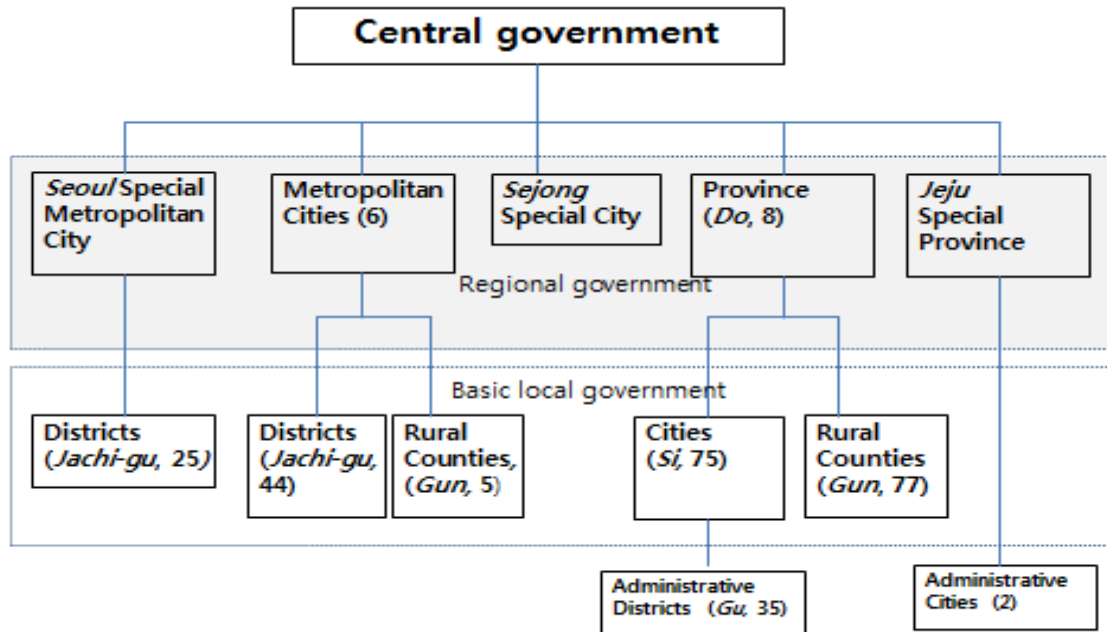 Central government
Seoul Special
Metropolitan
City
Metropolitan
Cities (6)
Sejong
Special City
Province
(Do, 8)
Jeju
Special
Province
Regional government
Basic local government
Districts
(Jachi-gu, 25)
Districts
(Jachi-gu,
44)
Rural
Counties,
(Gun, 5)
Cities
(Si, 75)
Rural
Counties
(Gun, 77)
Administrative
Districts (Gu, 35)
Administrative
Cities (2)